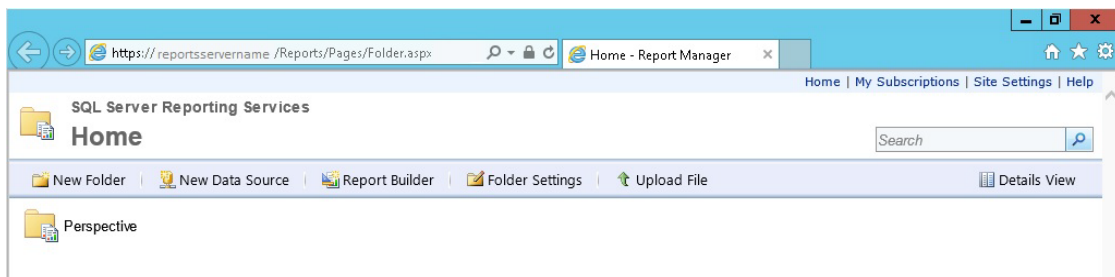 https://reportsservername /Reports/Pages/Folder.aspx
Home - Report Manager
Home | My Subscriptions | Site Settings | Help
SQL Server Reporting Services
Home
Search
New Folder | New Data Source | Report Builder | Folder Settings | Upload File
Details View
Perspective